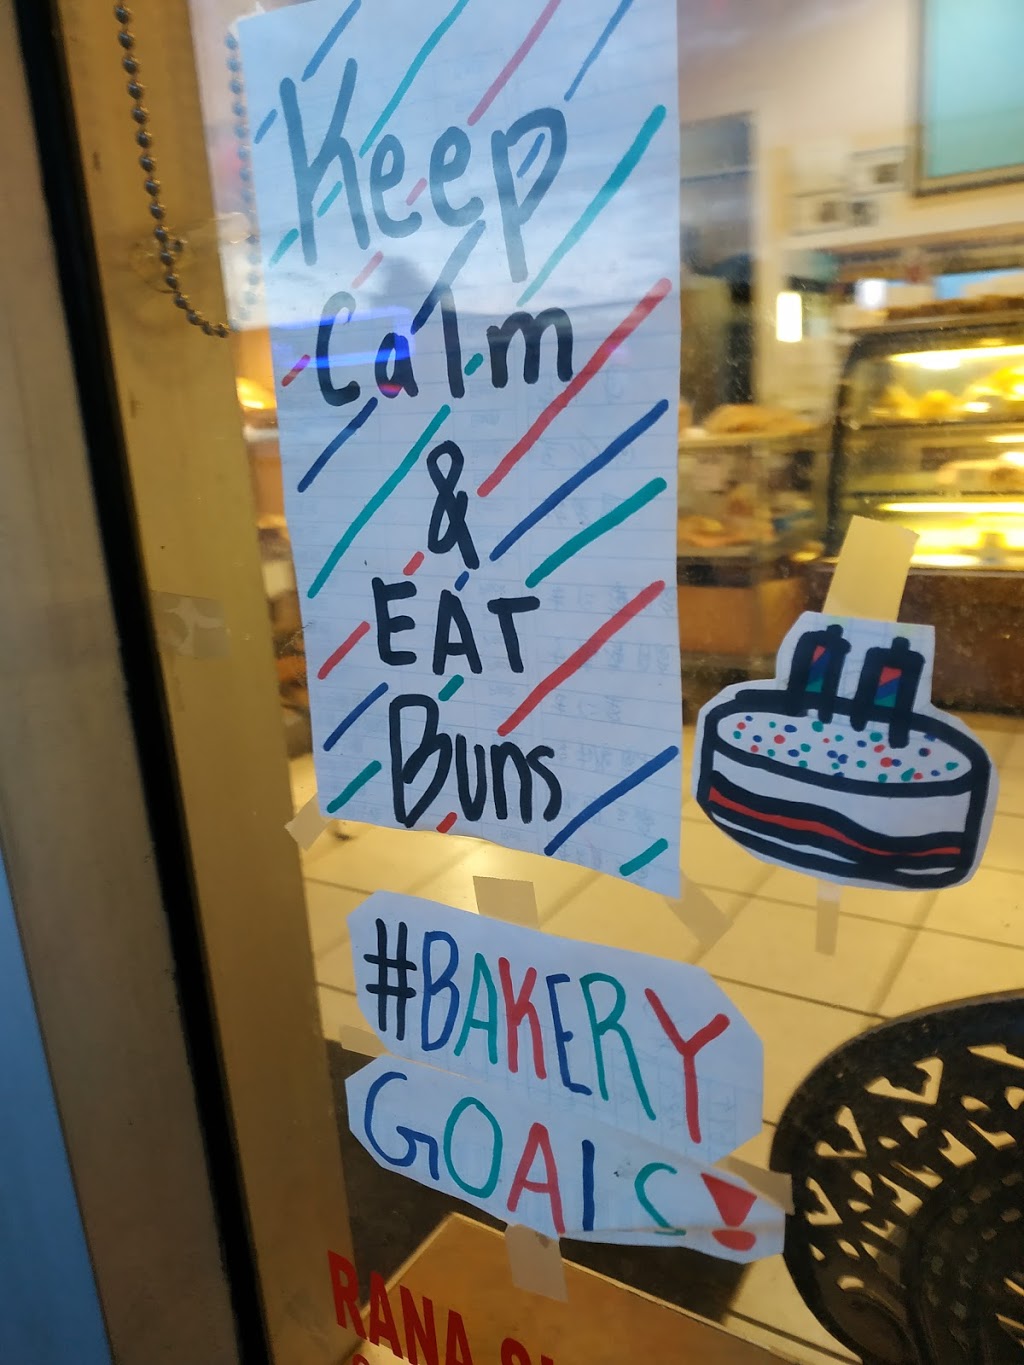 Keep
Calm
&
EAT
Buns
#BAKERY
GOALS!
RANA